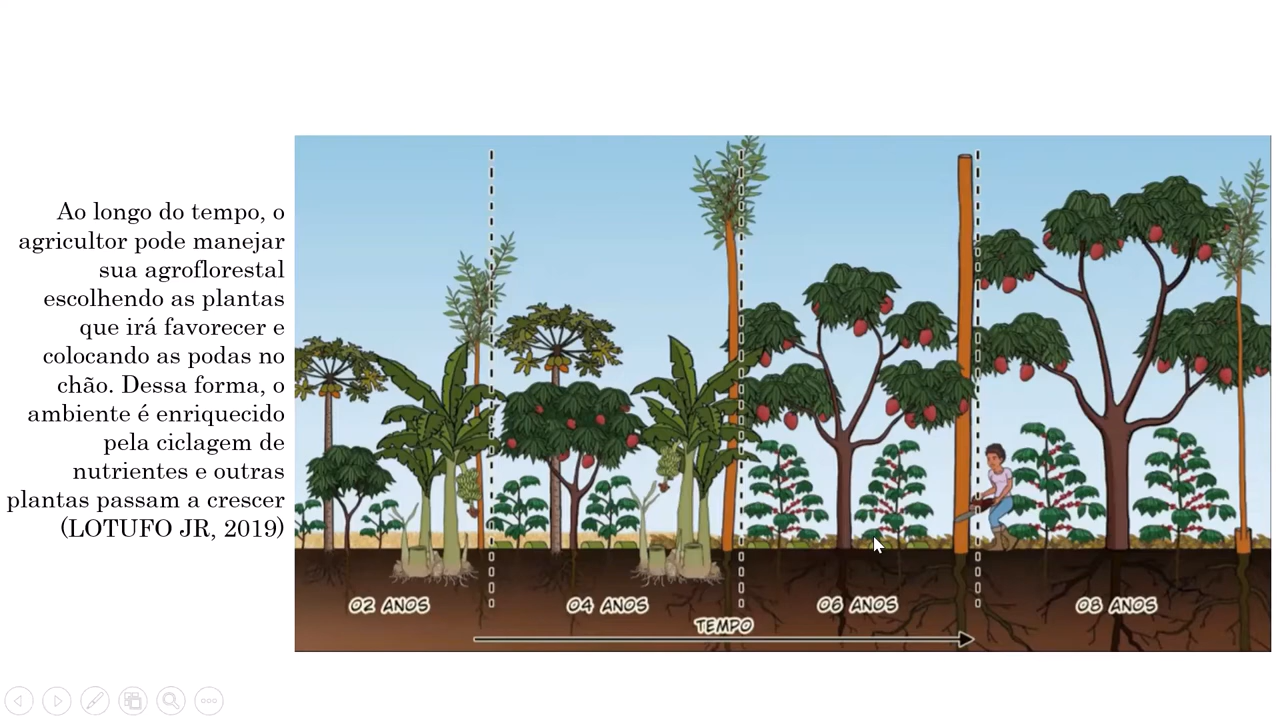 Ao longo do tempo, o
agricultor pode manejar
sua agroflorestal
escolhendo as plantas
que irá favorecer e
colocando as podas no
chão. Dessa forma, o
ambiente é enriquecido
pela ciclagem de
nutrientes e outras
plantas passam a crescer
(LOTUFO JR, 2019)
02 ANOS
04 ANOS
06 ANOS
08 ANOS
TEMPO